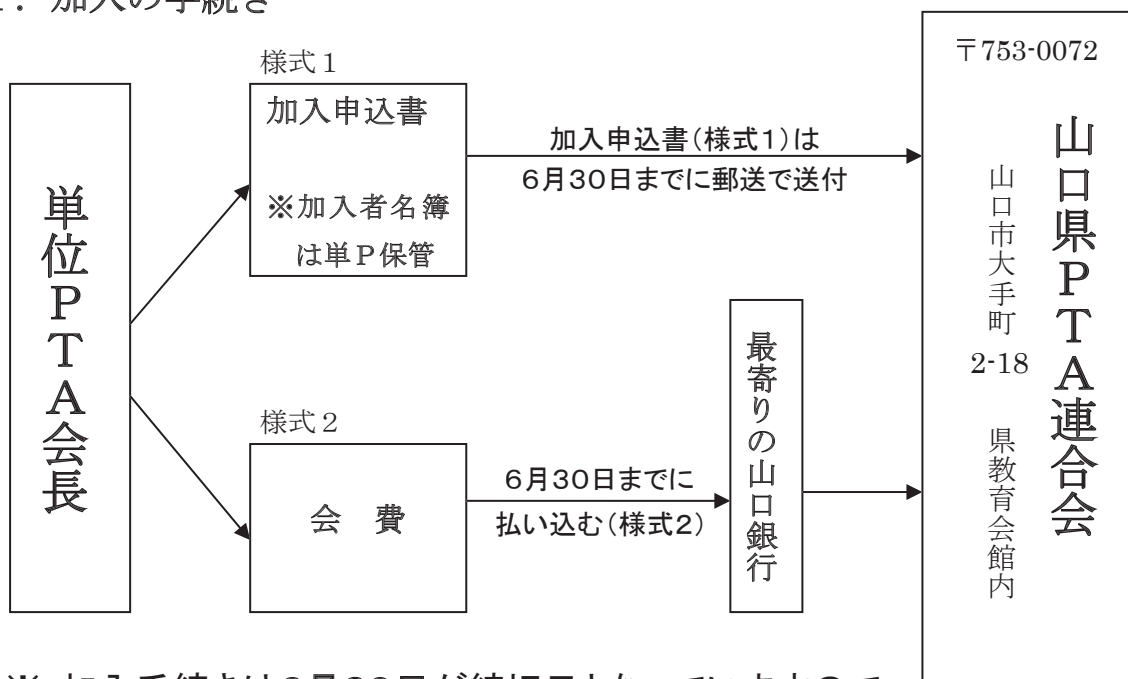 加入の手続き
様式1
加入申込書
※加入者名簿
は単P保管
単位PTA会長
加入申込書(様式1)は
6月30日までに郵送で送付
様式2
会 費
6月30日までに
払い込む(様式2)
最寄りの山口銀行
〒753-0072
山口県PTA連合会
山口市大手町 2-18 県教育会館内
※ 加入手続きは6月30日が締切日となっていますので